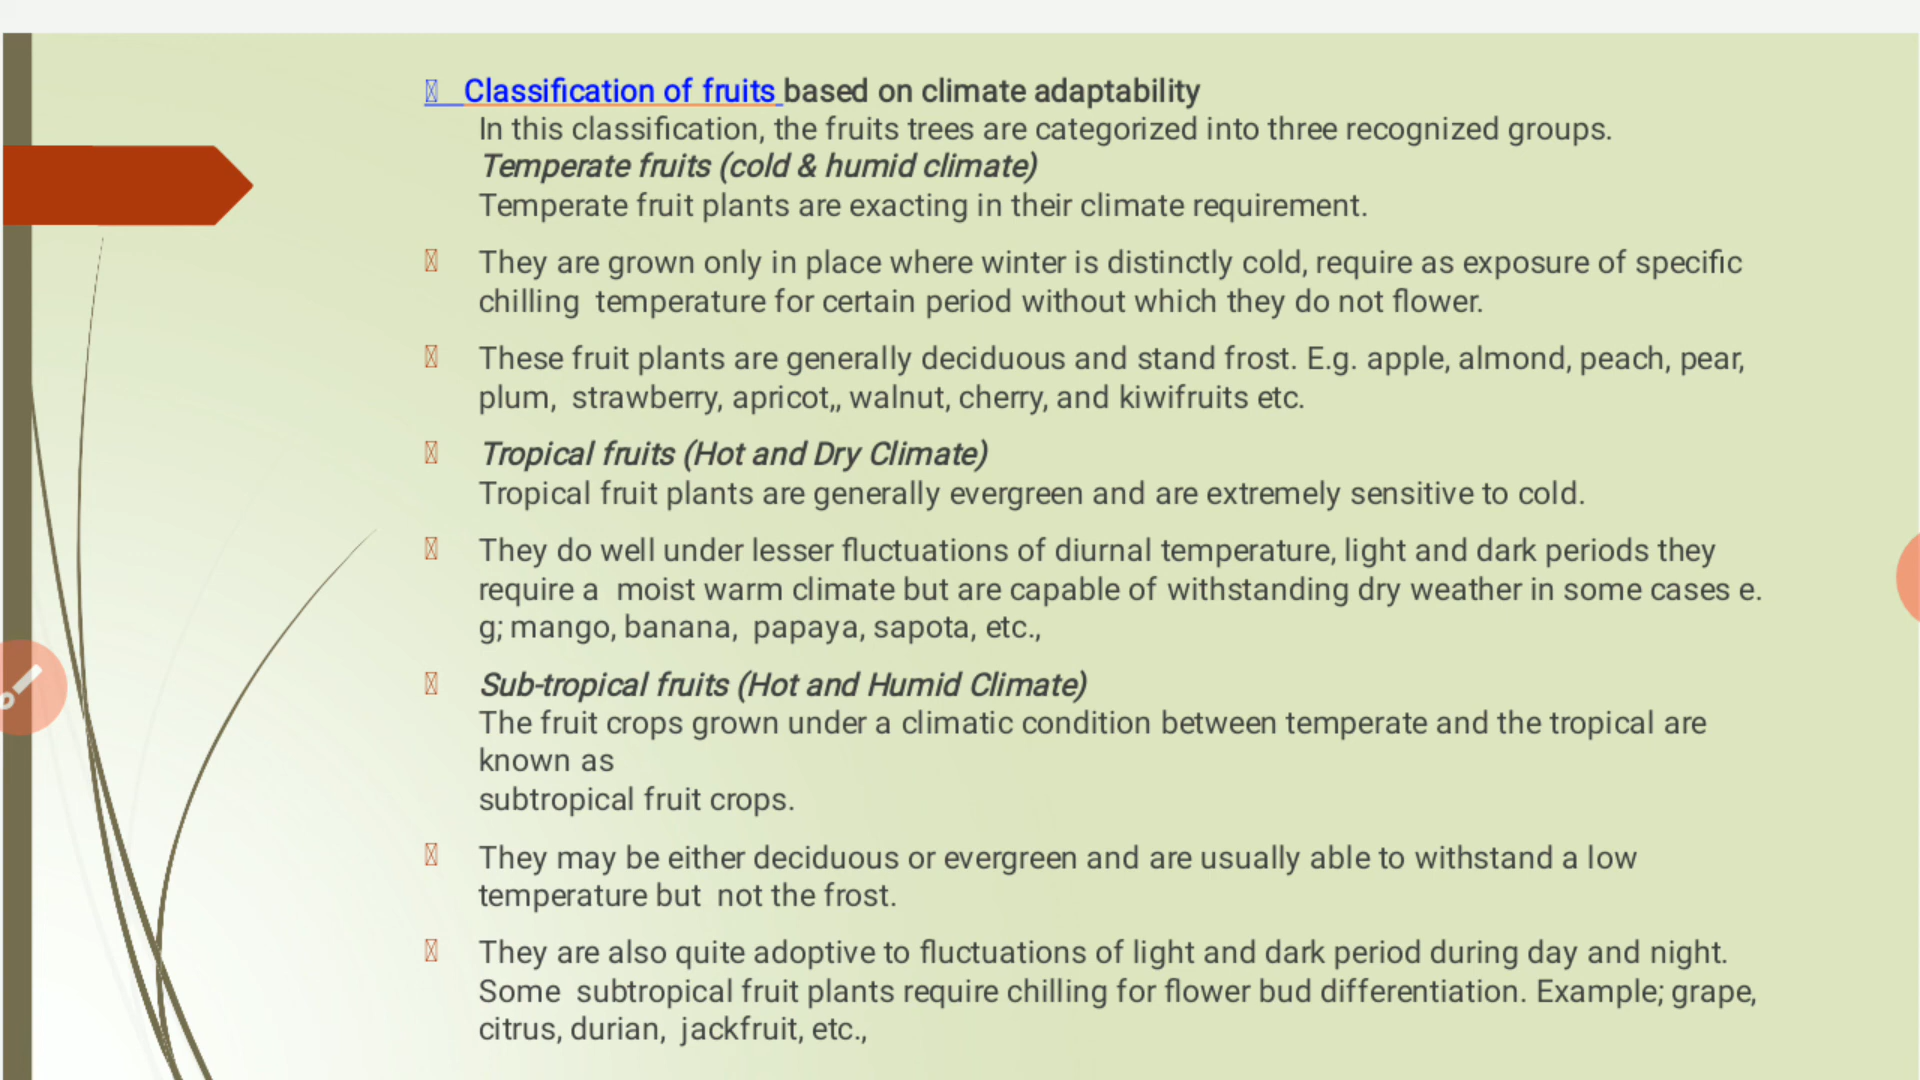 Classification of fruits based on climate adaptability
In this classification, the fruits trees are categorized into three recognized groups.
Temperate fruits (cold & humid climate)
Temperate fruit plants are exacting in their climate requirement.
They are grown only in place where winter is distinctly cold, require as exposure of specific
chilling  temperature for certain period without which they do not flower.
These fruit plants are generally deciduous and stand frost. E.g. apple, almond, peach, pear,
plum,  strawberry, apricot,, walnut, cherry, and kiwifruits etc.
Tropical fruits (Hot and Dry Climate)
Tropical fruit plants are generally evergreen and are extremely sensitive to cold.
They do well under lesser fluctuations of diurnal temperature, light and dark periods they
require a  moist warm climate but are capable of withstanding dry weather in some cases e.
g; mango, banana,  papaya, sapota, etc.,
Sub-tropical fruits (Hot and Humid Climate)
The fruit crops grown under a climatic condition between temperate and the tropical are
known as
subtropical fruit crops.
They may be either deciduous or evergreen and are usually able to withstand a low
temperature but  not the frost.
They are also quite adoptive to fluctuations of light and dark period during day and night.
Some  subtropical fruit plants require chilling for flower bud differentiation. Example; grape,
citrus, durian,  jackfruit, etc.,